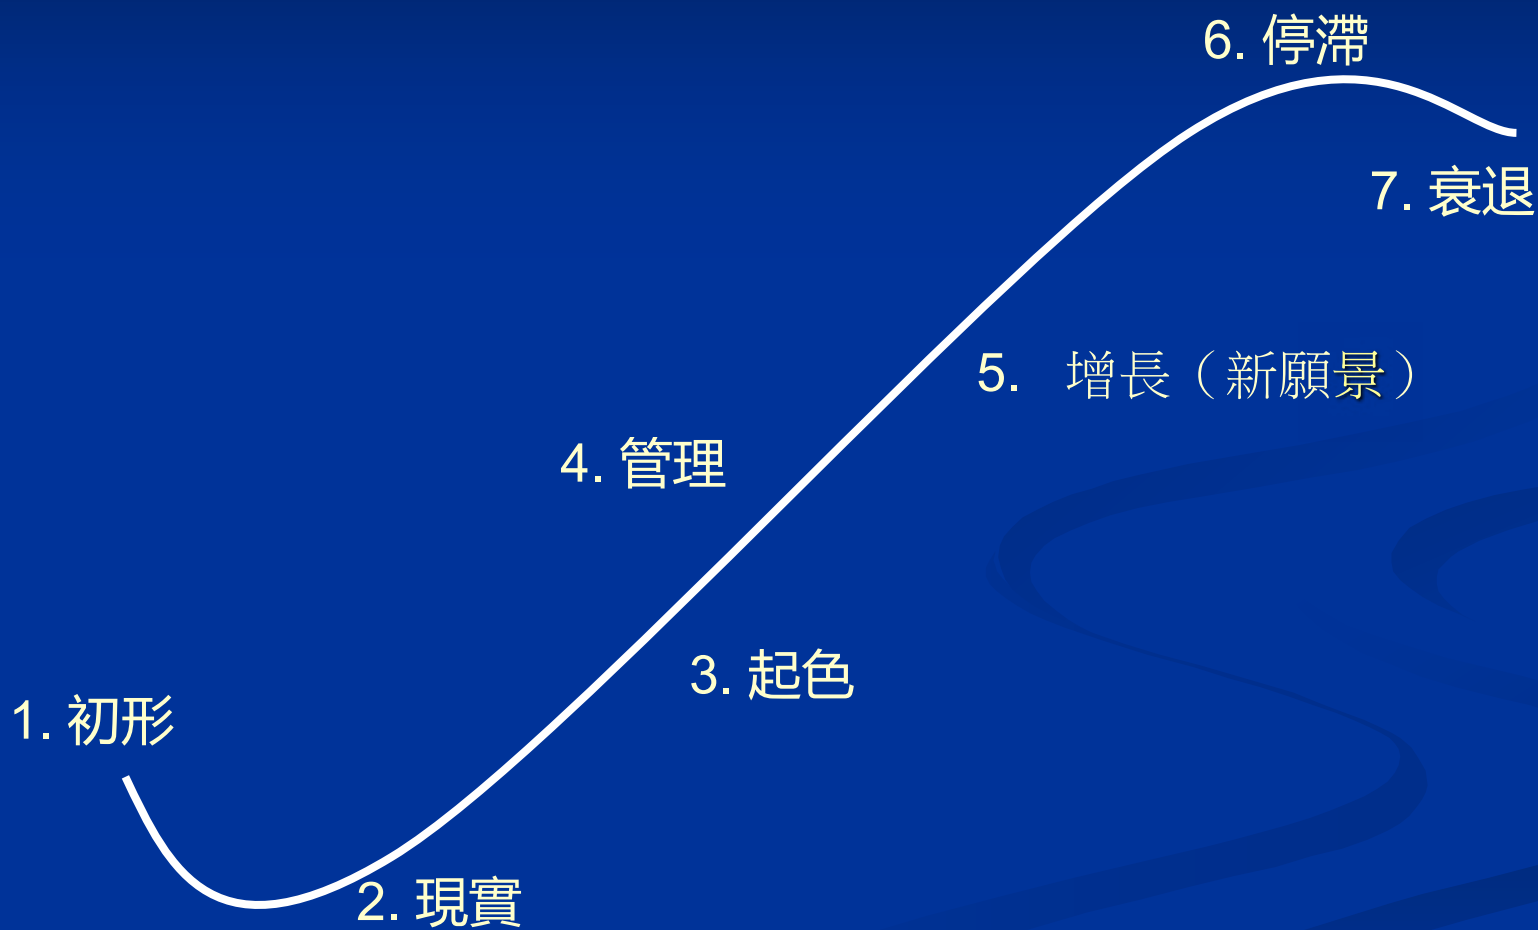 6. 停滯
7. 衰退
5. 增長（新願景）
4. 管理
3. 起色
1. 初形
2. 現實